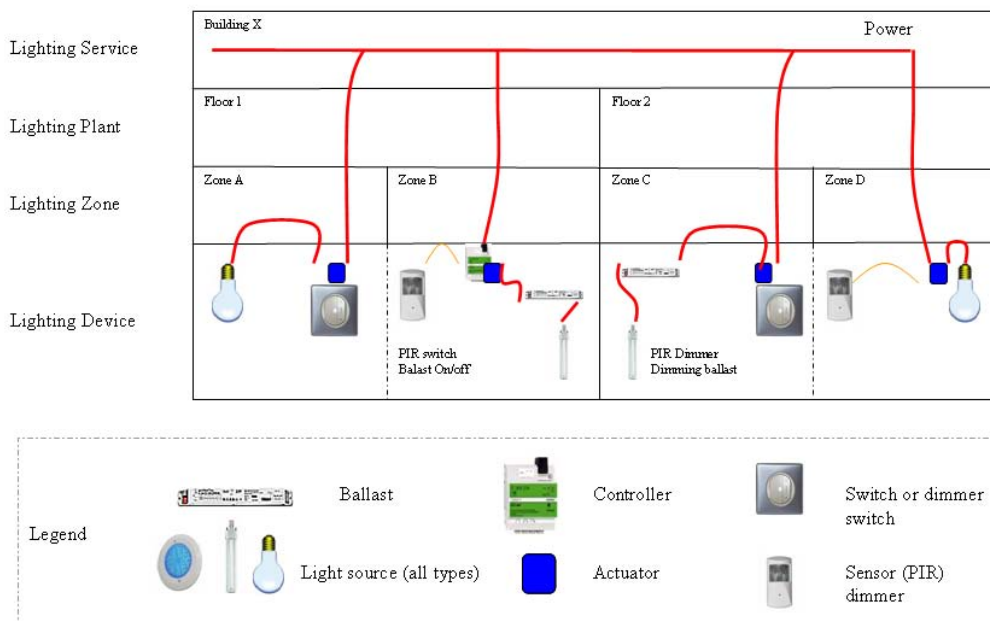 Lighting Service
Building X
Power
Lighting Plant
Floor 1
Floor 2
Lighting Zone
Zone A
Zone B
Zone C
Zone D
Lighting Device
PIR switch
Balast On/off
PIR Dimmer
Dimming ballast
Legend
Ballast
Controller
Switch or dimmer
switch
Light source (all types)
Actuator
Sensor (PIR)
dimmer